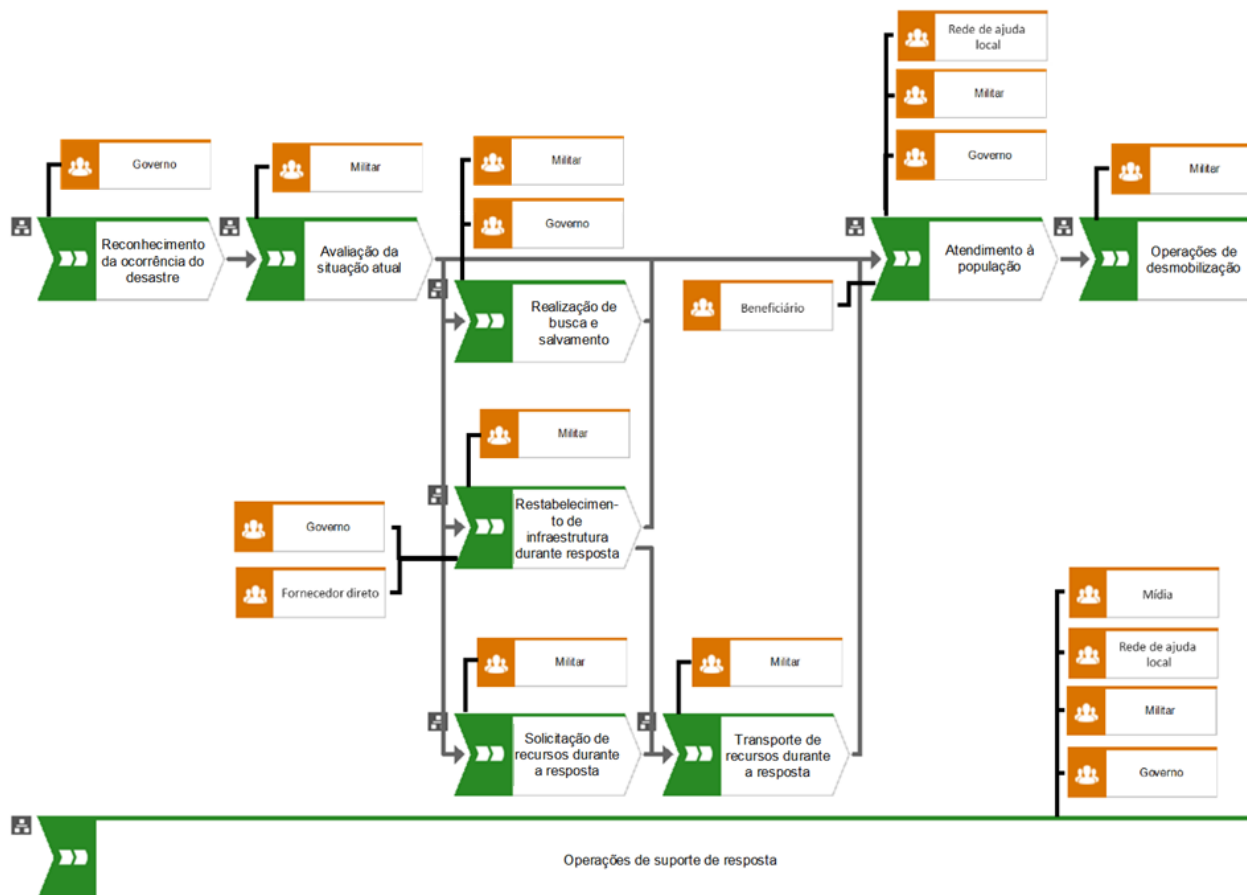 Rede de ajuda
local
Militar
Governo
Militar
Governo
Militar
Militar
Governo
Reconhecimento
da ocorrência do
desastre
Avaliação da
situação atual
Atendimento à
população
Operações de
desmobilização
Realização de
busca e
salvamento
Beneficiário
Militar
Restabelecimen-
to de
infraestrutura
durante resposta
Governo
Fornecedor direto
Mídia
Rede de ajuda
local
Militar
Governo
Militar
Militar
Solicitação de
recursos durante
a resposta
Transporte de
recursos durante
a resposta
Operações de suporte de resposta